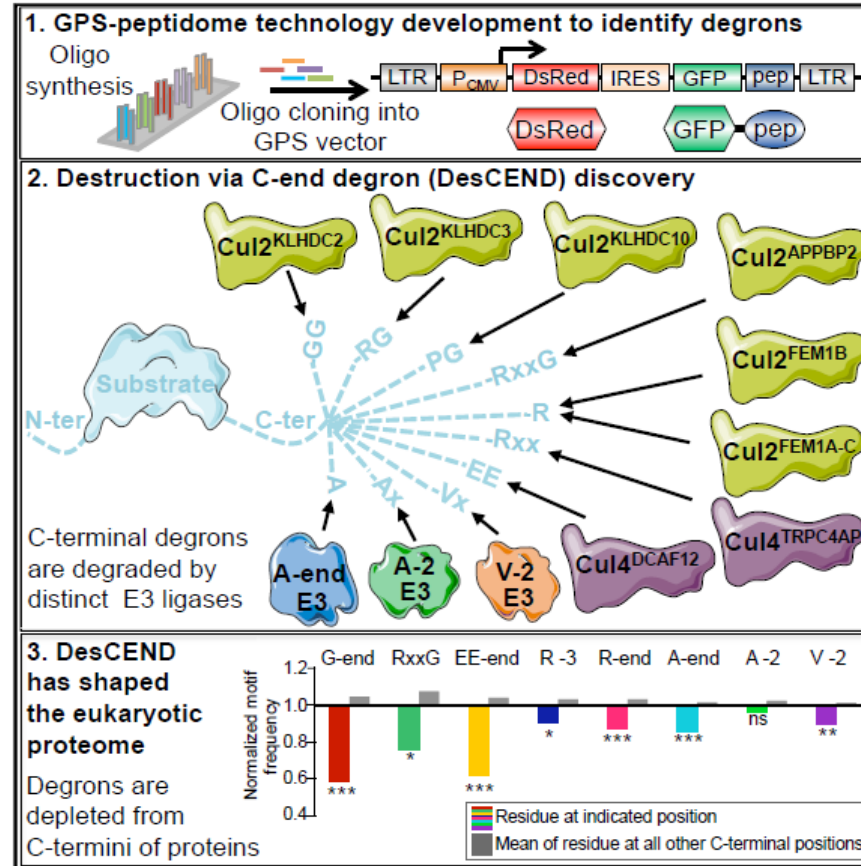 1. GPS-peptidome technology development to identify degrons
Oligo
synthesis
Oligo cloning into
GPS vector
LTR PCMV DsRed IRES GFP pep LTR
DsRed GFP pep
2. Destruction via C-end degron (DesCEND) discovery
Cul2KLHDC2
Cul2KLHDC3
Cul2KLHDC10
Cul2APPBP2
Cul2FEM1B
Cul2FEM1A-C
Cul4TRPC4AP
Cul4DCAF12
Substrate
N-ter
C-ter
GG
RG
PG
RxxG
R
Rxx
EE
Vx
Ax
A
A-end
E3
A-2
E3
V-2
E3
C-terminal degrons
are degraded by
distinct E3 ligases
3. DesCEND
has shaped
the eukaryotic
proteome
Degrons are
depleted from
C-termini of proteins
G-end RxxG EE-end R -3 R-end A-end A -2 V -2
Normalized motif
frequency
1.2
1.0
0.8
0.6
0.4
*** * *** * *** *** ns **
Residue at indicated position
Mean of residue at all other C-terminal positions